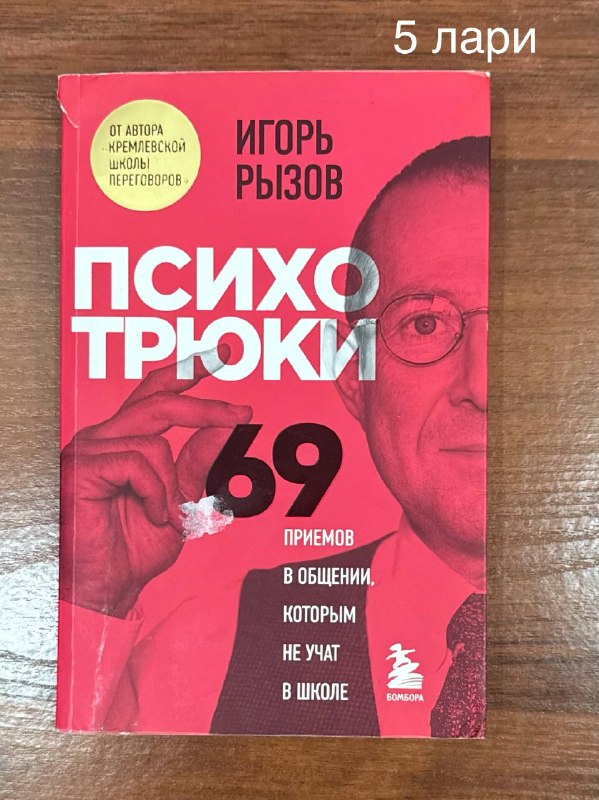 5 лари
ОТ АВТОРА
«КРЕМЛЕВСКОЙ
ШКОЛЫ
ПЕРЕГОВОРОВ»
ИГОРЬ
РЫЗОВ
ПСИХО
ТРЮКИ
69
ПРИЕМОВ
В ОБЩЕНИИ,
КОТОРЫМ
НЕ УЧАТ
В ШКОЛЕ
БОМБОРА